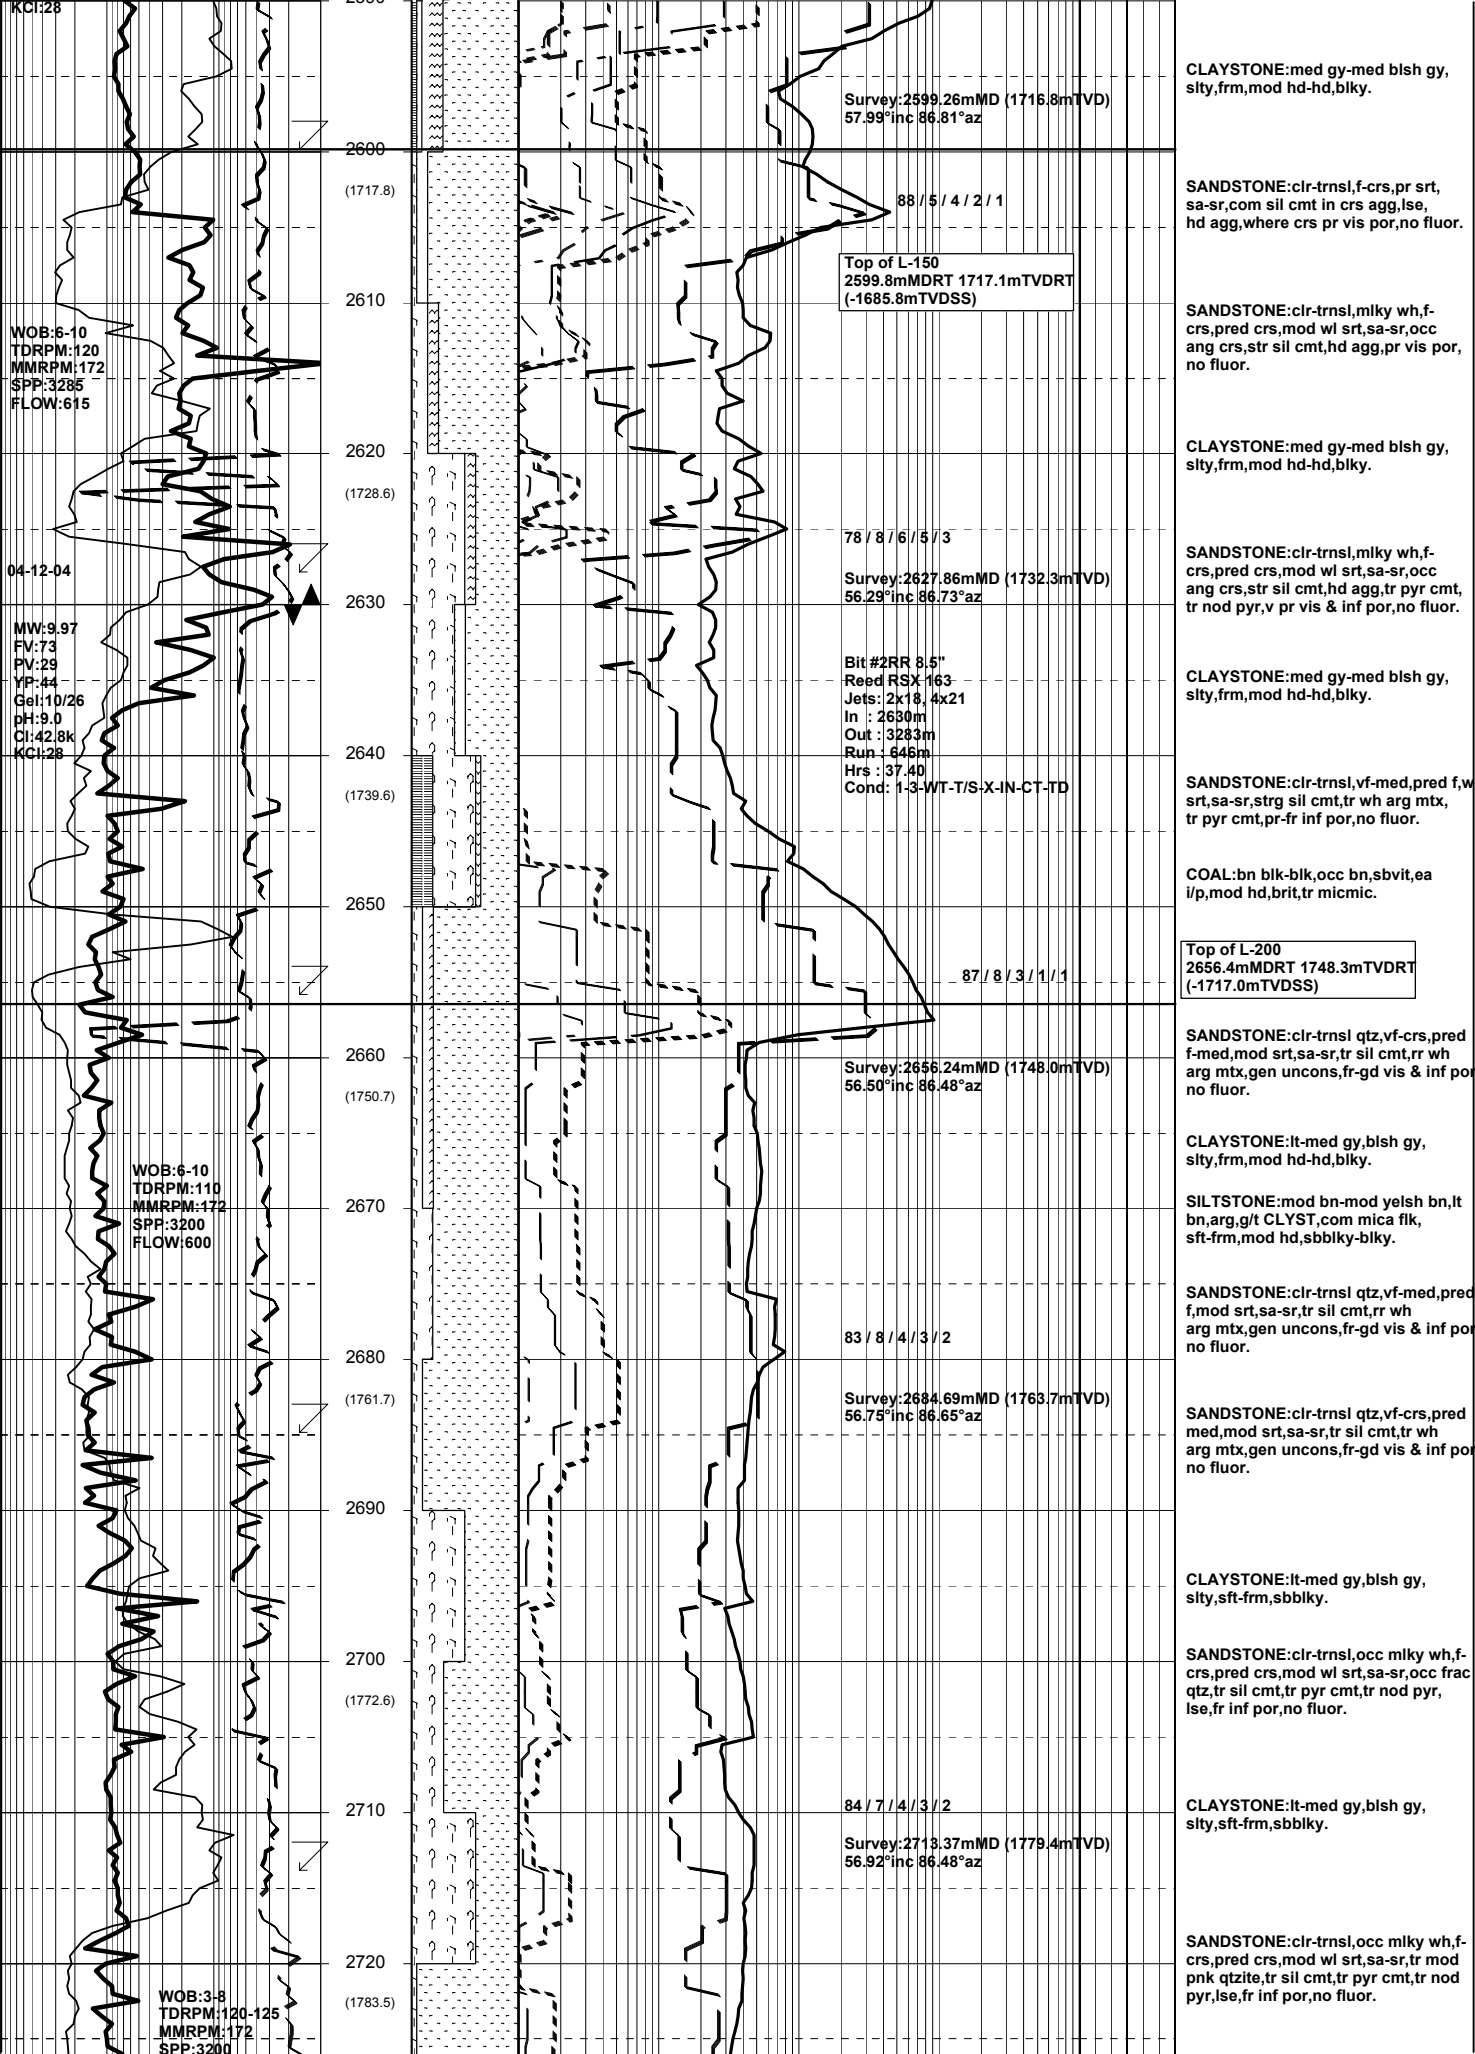 KCl:28
CLAYSTONE:med gy-med blsh gy,
slty,frm,mod hd-hd,blky.
Survey:2599.26mMD (1716.8mTVD)
57.99°inc 86.81°az
2600
(1717.8)
88 / 5 / 4 / 2 / 1
SANDSTONE:clr-trnsl,f-crs,pr srt,
sa-sr,com sil cmt in crs agg,lse,
hd agg,where crs pr vis por,no fluor.
Top of L-150
2599.8mMDRT 1717.1mTVDRT
(-1685.8mTVDSS)
2610
WOB:6-10
TDRPM:120
MMRPM:172
SPP:3285
FLOW:615
SANDSTONE:clr-trnsl,mlky wh,f-
crs,pred crs,mod wl srt,sa-sr,occ
ang crs,str sil cmt,hd agg,pr vis por,
no fluor.
2620
(1728.6)
CLAYSTONE:med gy-med blsh gy,
slty,frm,mod hd-hd,blky.
78 / 8 / 6 / 5 / 3
Survey:2627.86mMD (1732.3mTVD)
56.29°inc 86.73°az
04-12-04
SANDSTONE:clr-trnsl,mlky wh,f-
crs,pred crs,mod wl srt,sa-sr,occ
ang crs,str sil cmt,hd agg,tr pyr cmt,
tr nod pyr,v pr vis & inf por,no fluor.
2630
MW:9.97
FV:73
PV:29
YP:44
Gel:10/26
pH:9.0
Cl:42.8k
KCl:28
Bit #2RR 8.5"
Reed RSX 163
Jets: 2x18, 4x21
In : 2630m
Out : 3283m
Run : 646m
Hrs : 37.40
Cond: 1-3-WT-T/S-X-IN-CT-TD
CLAYSTONE:med gy-med blsh gy,
slty,frm,mod hd-hd,blky.
2640
(1739.6)
SANDSTONE:clr-trnsl,vf-med,pred f,w
srt,sa-sr,strg sil cmt,tr wh arg mtx,
tr pyr cmt,pr-fr inf por,no fluor.
COAL:bn blk-blk,occ bn,sbvit,ea
i/p,mod hd,brit,tr micmic.
2650
87 / 8 / 3 / 1 / 1
Top of L-200
2656.4mMDRT 1748.3mTVDRT
(-1717.0mTVDSS)
2660
(1750.7)
Survey:2656.24mMD (1748.0mTVD)
56.50°inc 86.48°az
SANDSTONE:clr-trnsl qtz,vf-crs,pred
f-med,mod srt,sa-sr,tr sil cmt,rr wh
arg mtx,gen uncons,fr-gd vis & inf por
no fluor.
CLAYSTONE:lt-med gy,blsh gy,
slty,frm,mod hd-hd,blky.
WOB:6-10
TDRPM:110
MMRPM:172
SPP:3200
FLOW:600
2670
SILTSTONE:mod bn-mod yelsh bn,lt
bn,arg,g/t CLYST,com mica flk,
sft-frm,mod hd,sbblky-blky.
SANDSTONE:clr-trnsl qtz,vf-med,pred
f,mod srt,sa-sr,tr sil cmt,rr wh
arg mtx,gen uncons,fr-gd vis & inf por
no fluor.
83 / 8 / 4 / 3 / 2
2680
(1761.7)
Survey:2684.69mMD (1763.7mTVD)
56.75°inc 86.65°az
SANDSTONE:clr-trnsl qtz,vf-crs,pred
med,mod srt,sa-sr,tr sil cmt,tr wh
arg mtx,gen uncons,fr-gd vis & inf por
no fluor.
2690
CLAYSTONE:lt-med gy,blsh gy,
slty,sft-frm,sbblky.
2700
(1772.6)
SANDSTONE:clr-trnsl,occ mlky wh,f-
crs,pred crs,mod wl srt,sa-sr,occ frac
qtz,tr sil cmt,tr pyr cmt,tr nod pyr,
lse,fr inf por,no fluor.
2710
84 / 7 / 4 / 3 / 2
Survey:2713.37mMD (1779.4mTVD)
56.92°inc 86.48°az
CLAYSTONE:lt-med gy,blsh gy,
slty,sft-frm,sbblky.
2720
(1783.5)
SANDSTONE:clr-trnsl,occ mlky wh,f-
crs,pred crs,mod wl srt,sa-sr,tr mod
pnk qtzite,tr sil cmt,tr pyr cmt,tr nod
pyr,lse,fr inf por,no fluor.
WOB:3-8
TDRPM:120-125
MMRPM:172
SPP:3200